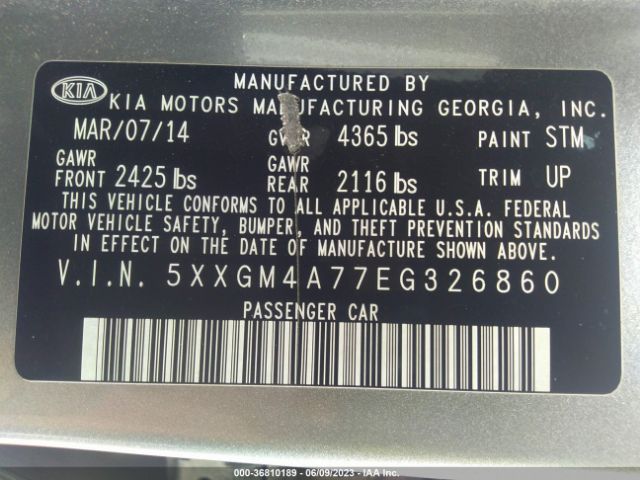 KIA
MANUFACTURED BY
KIA MOTORS MANUFACTURING GEORGIA, INC.
MAR/07/14 GVWR 4365 lbs PAINT STM
GAWR FRONT 2425 lbs GAWR REAR 2116 lbs TRIM UP
THIS VEHICLE CONFORMS TO ALL APPLICABLE U.S.A. FEDERAL
MOTOR VEHICLE SAFETY, BUMPER, AND THEFT PREVENTION STANDARDS
IN EFFECT ON THE DATE OF MANUFACTURE SHOWN ABOVE.
V.I.N. 5XXGM4A77EG326860
PASSENGER CAR
000-36810189 - 06/09/2023 - IAA Inc.